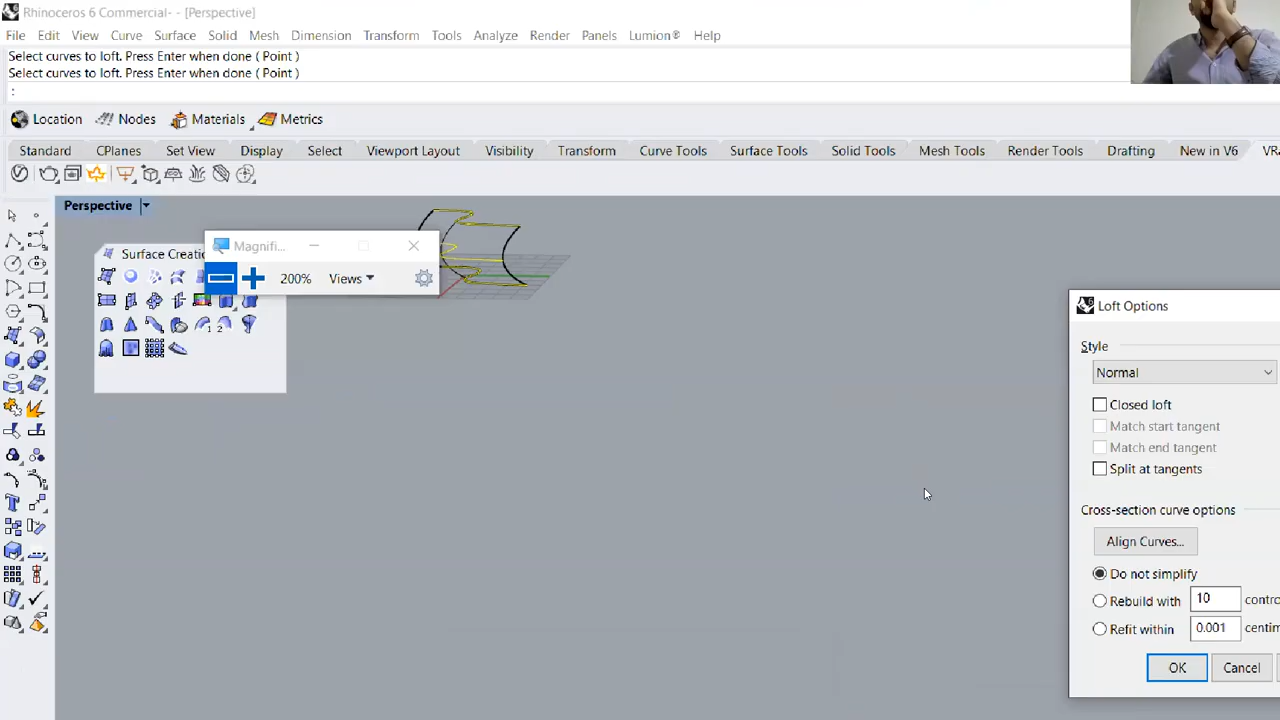 Rhinoceros 6 Commercial- - [Perspective]
File Edit View Curve Surface Solid Mesh Dimension Transform Tools Analyze Render Panels Lumion® Help
Select curves to loft. Press Enter when done ( Point )
Select curves to loft. Press Enter when done ( Point )
:
Location Nodes Materials Metrics
Standard CPlanes Set View Display Select Viewport Layout Visibility Transform Curve Tools Surface Tools Solid Tools Mesh Tools Render Tools Drafting New in V6
Perspective
Surface
Magnifi...
200% Views
1 2
Loft Options
Style
Normal
Closed loft
Match start tangent
Match end tangent
Split at tangents
Cross-section curve options
Align Curves...
Do not simplify
Rebuild with 10
Refit within 0.001
OK Cancel